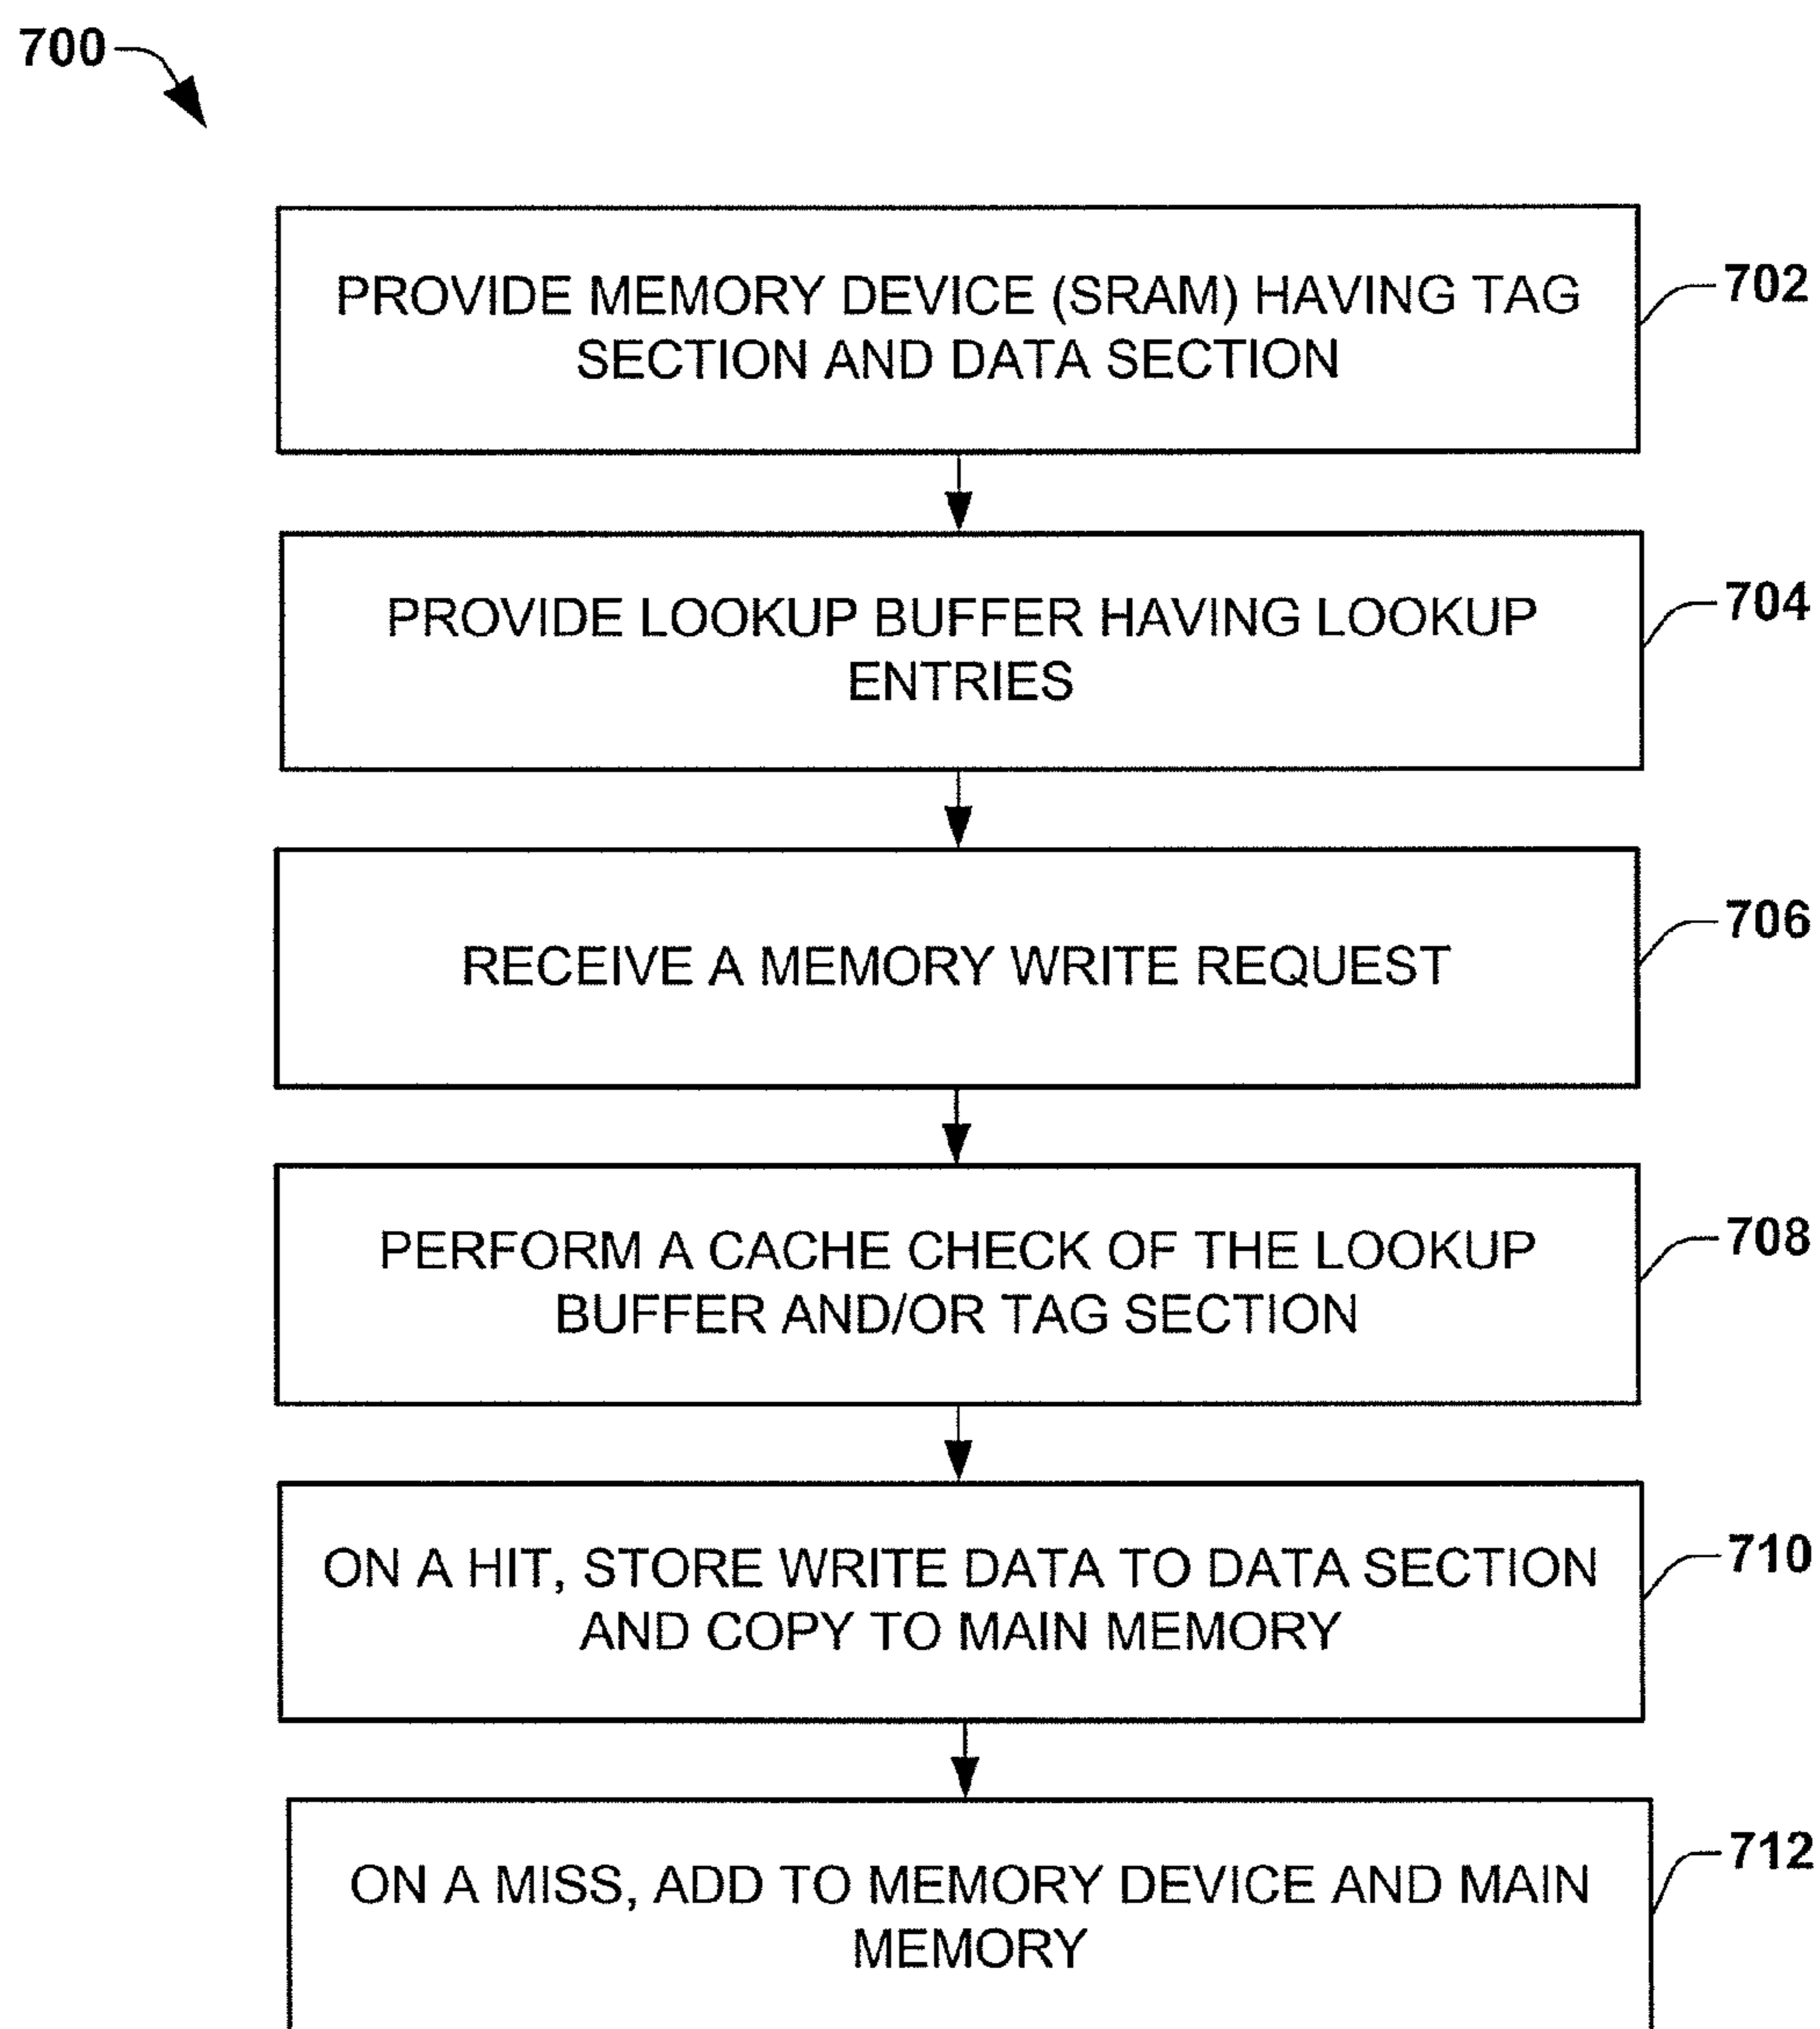 700
PROVIDE MEMORY DEVICE (SRAM) HAVING TAG
SECTION AND DATA SECTION
702
PROVIDE LOOKUP BUFFER HAVING LOOKUP
ENTRIES
704
RECEIVE A MEMORY WRITE REQUEST
706
PERFORM A CACHE CHECK OF THE LOOKUP
BUFFER AND/OR TAG SECTION
708
ON A HIT, STORE WRITE DATA TO DATA SECTION
AND COPY TO MAIN MEMORY
710
ON A MISS, ADD TO MEMORY DEVICE AND MAIN
MEMORY
712